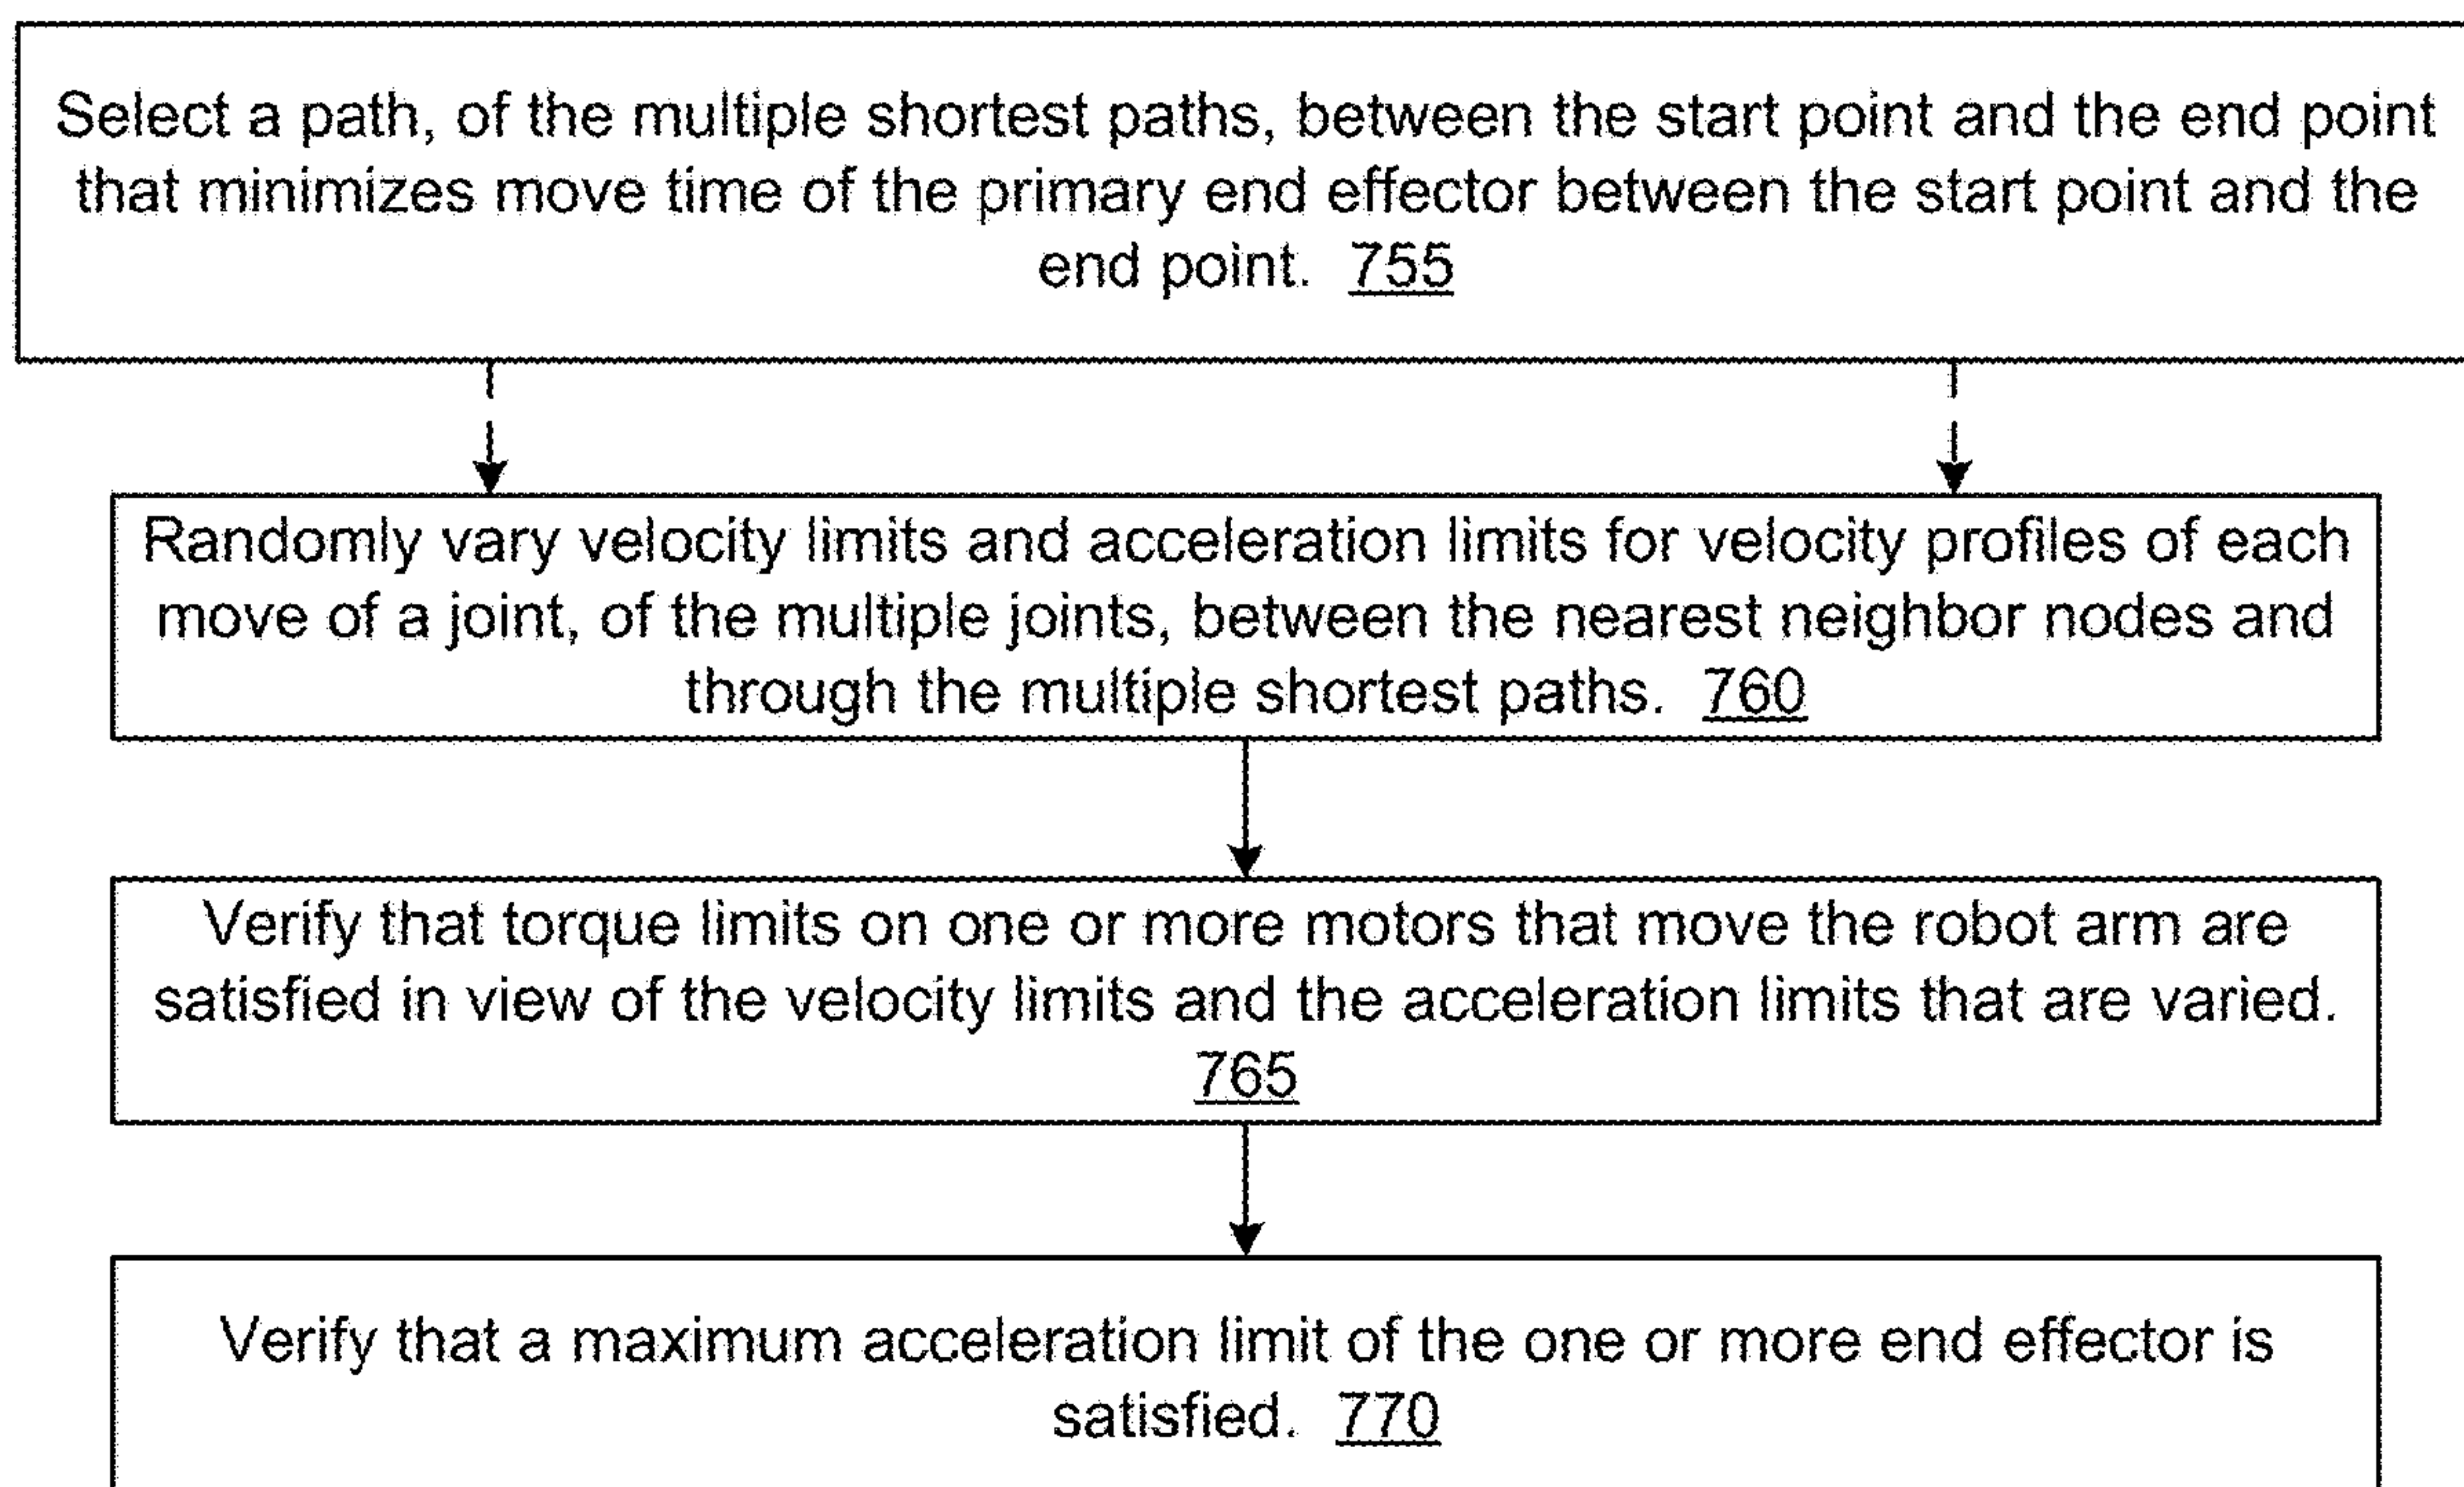 Select a path, of the multiple shortest paths, between the start point and the end point
that minimizes move time of the primary end effector between the start point and the
end point. 755
Randomly vary velocity limits and acceleration limits for velocity profiles of each
move of a joint, of the multiple joints, between the nearest neighbor nodes and
through the multiple shortest paths. 760
Verify that torque limits on one or more motors that move the robot arm are
satisfied in view of the velocity limits and the acceleration limits that are varied.
765
Verify that a maximum acceleration limit of the one or more end effector is
satisfied. 770